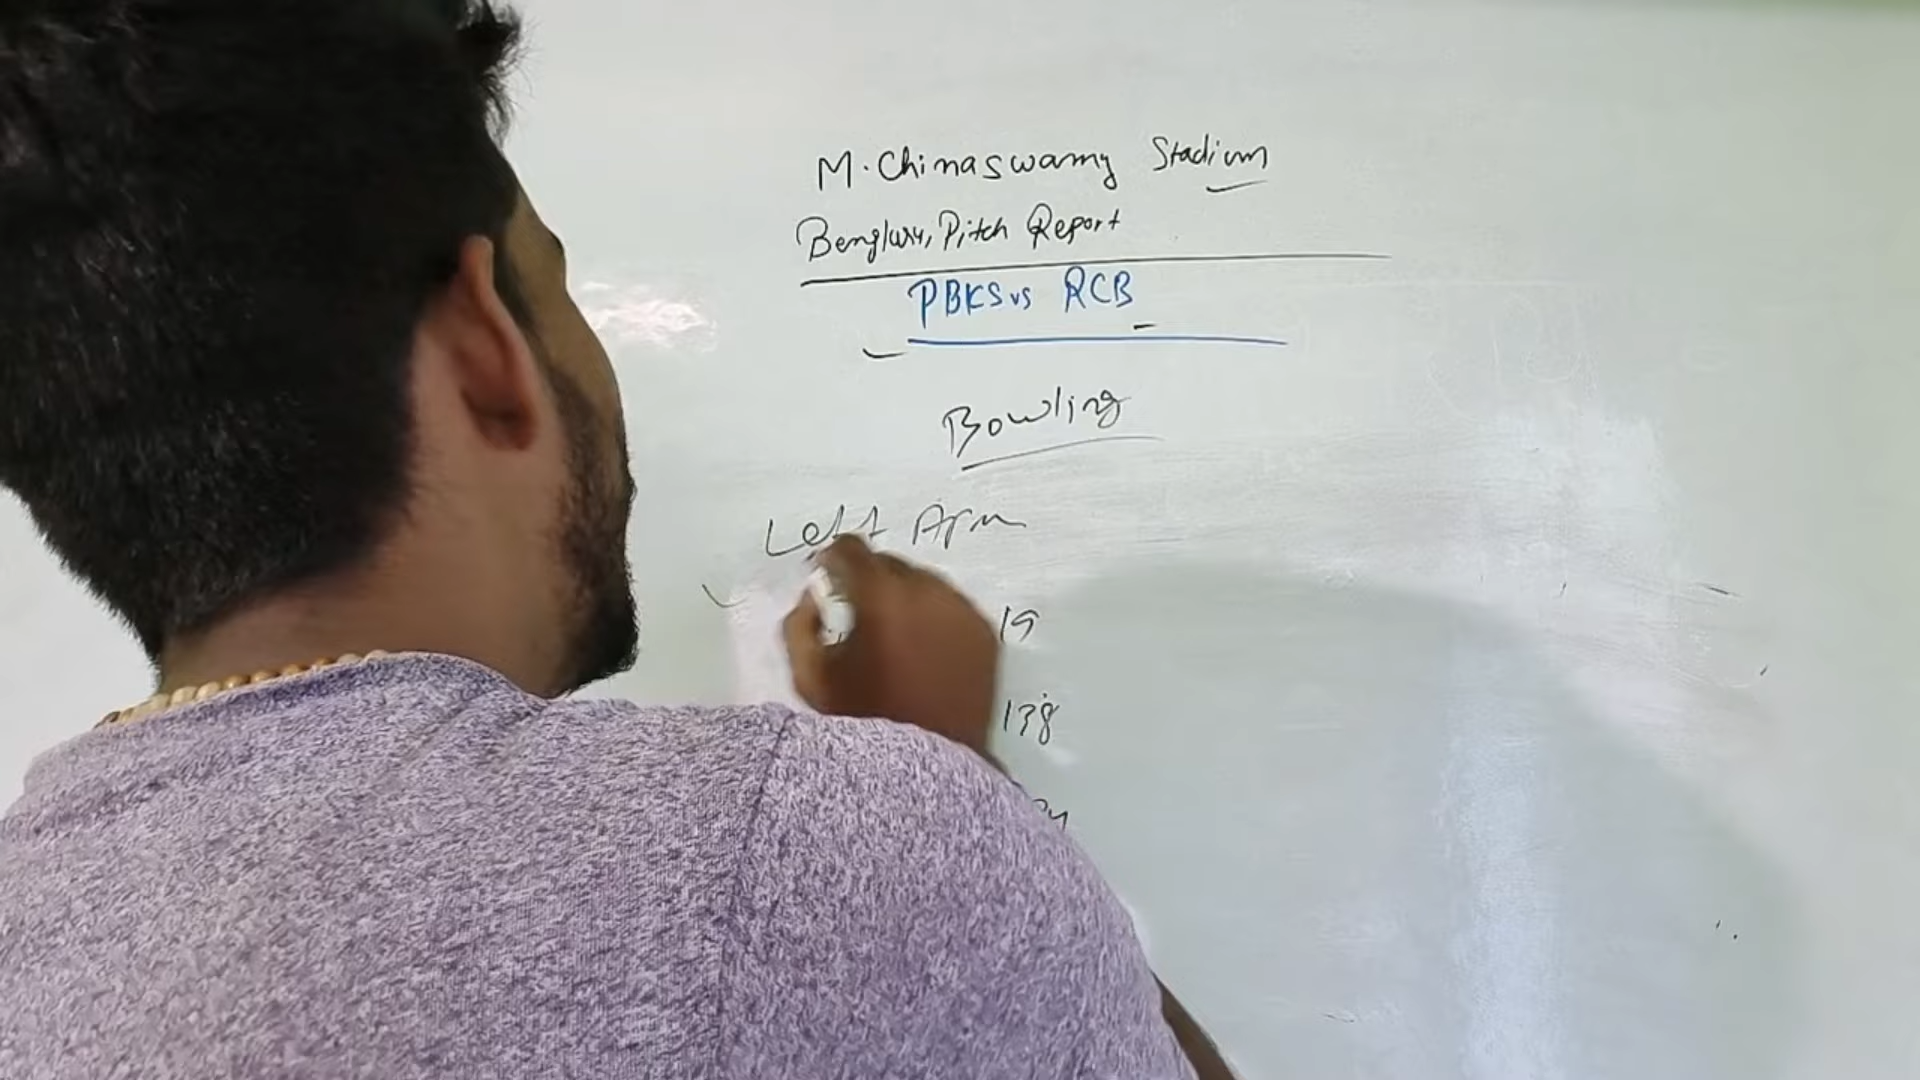 M. Chinaswamy Stadium
Benglury, Pitch Report
PBKS vs RCB
Bowling
Left Arm
19
138